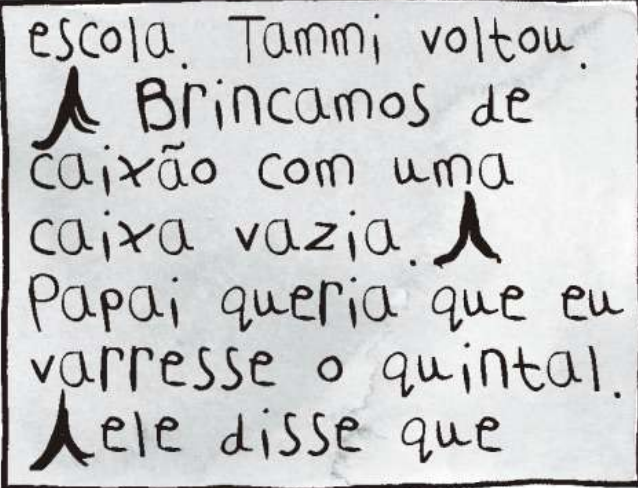 escola. Tammi voltou.
Brincamos de
caixão com uma
caixa vazia.
Papai queria que eu
varresse o quintal.
ele disse que